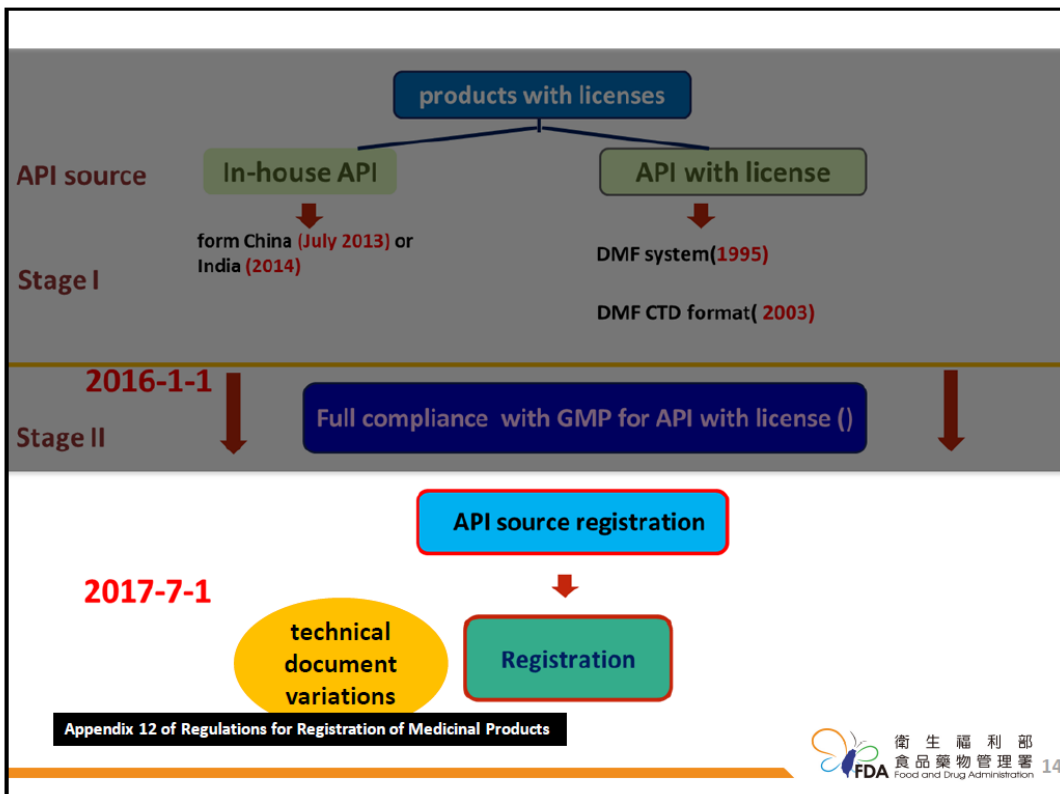 products with licenses
API source
In-house API
API with license
form China (July 2013) or
India (2014)
DMF system(1995)
Stage I
DMF CTD format( 2003)
2016-1-1
Full compliance  with GMP for API with license ()
Stage II
API source registration
2017-7-1
technical
document
variations
Registration
Appendix 12 of Regulations for Registration of Medicinal Products
衛生福利部
食品藥物管理署
FDA Food and Drug Administration
14